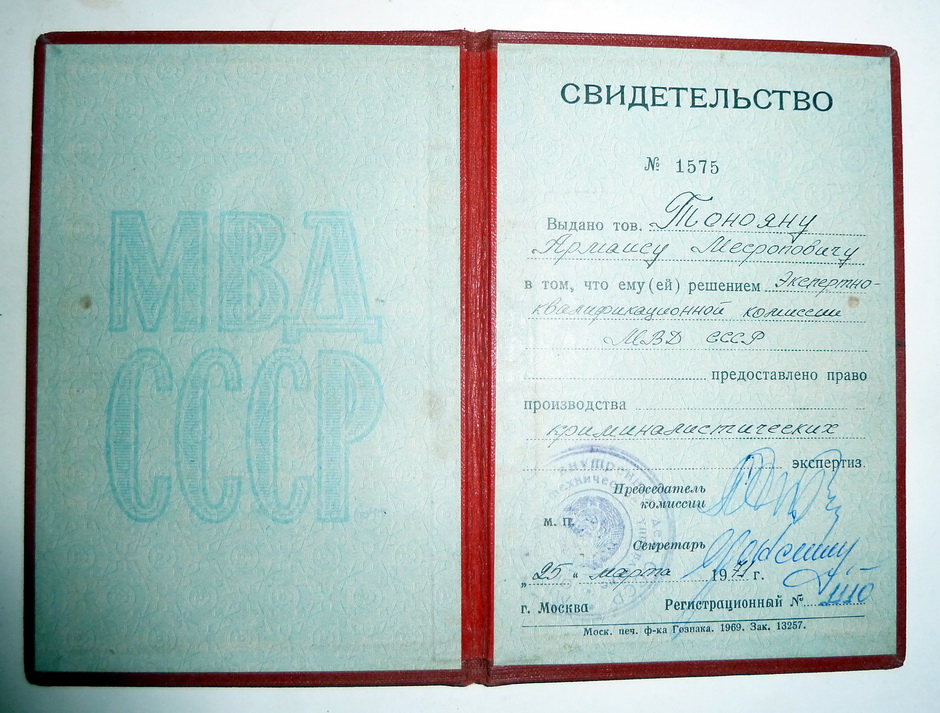 МВД
СССР
СВИДЕТЕЛЬСТВО
№ 1575
Выдано тов. Тонояну
Армаису Месроповичу
в том, что ему(ей) решением Экспертно-
квалификационной комиссии
МВД СССР
предоставлено право
производства
криминалистических
экспертиз.
Председатель
комиссии
М. П.
Секретарь
„25“ марта 1971 г.
г. Москва Регистрационный №
Моск. печ. ф-ка Гознака. 1969. Зак. 13257.